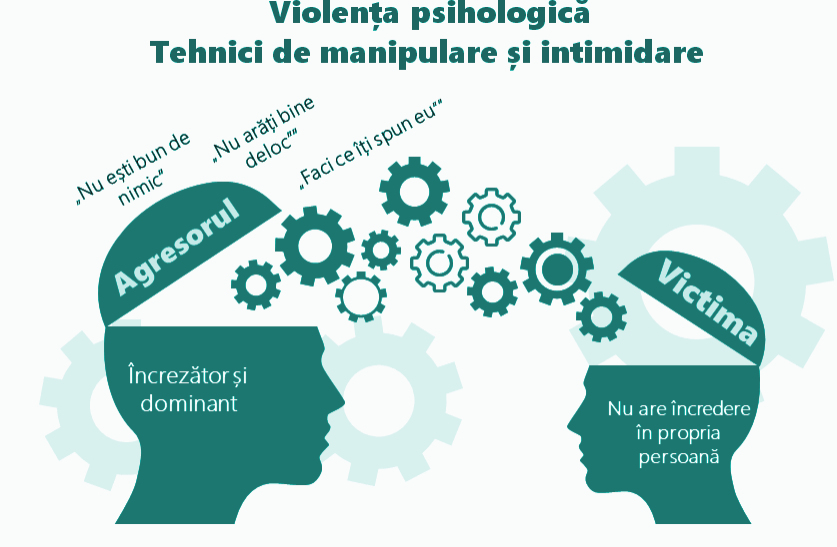 Violența psihologică
Tehnici de manipulare și intimidare
„Nu ești bun de
nimic”
„Nu arăți bine
deloc””
„Faci ce îți spun eu””
Agresorul
Victima
Încrezător și
dominant
Nu are încredere
în propria
persoană